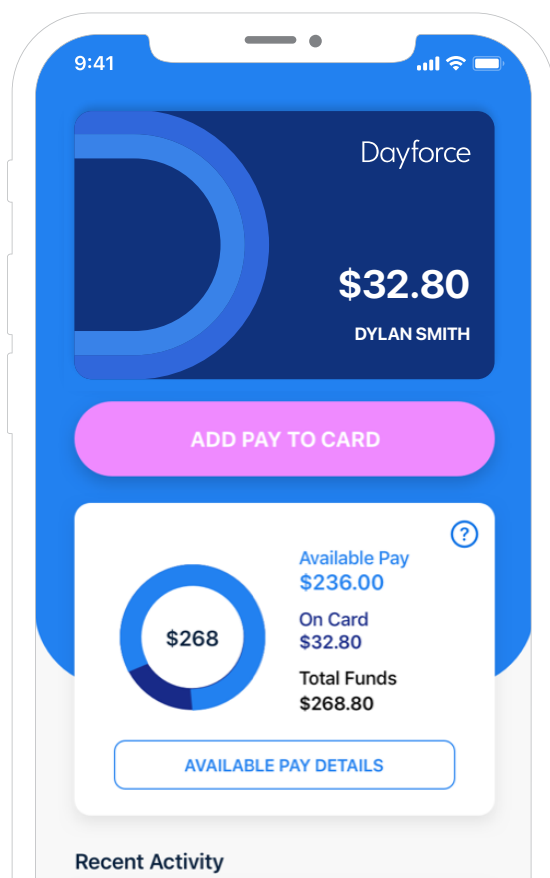 9:41
Dayforce
$32.80
DYLAN SMITH
ADD PAY TO CARD
?
Available Pay
$236.00
On Card
$32.80
$268
Total Funds
$268.80
AVAILABLE PAY DETAILS
Recent Activity